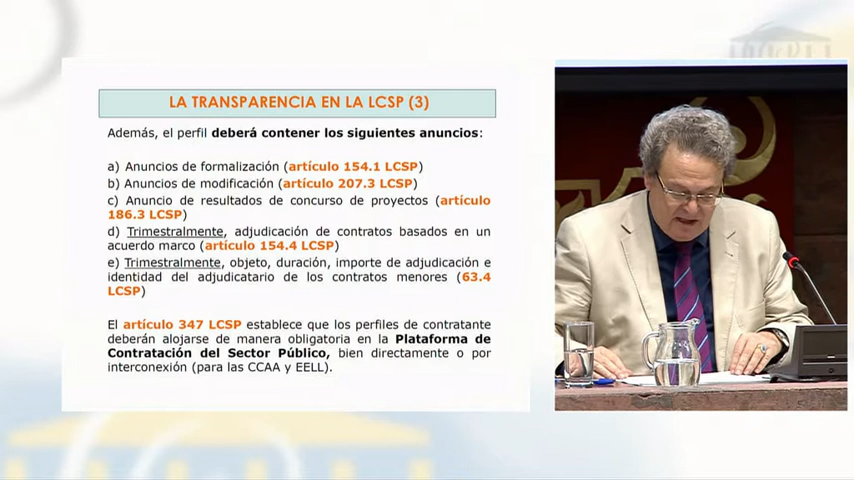 LA TRANSPARENCIA EN LA LCSP (3)
Además, el perfil deberá contener los siguientes anuncios:
a) Anuncios de formalización (artículo 154.1 LCSP)
b) Anuncios de modificación (artículo 207.3 LCSP)
c) Anuncio de resultados de concurso de proyectos (artículo
186.3 LCSP)
d) Trimestralmente, adjudicación de contratos basados en un
acuerdo marco (artículo 154.4 LCSP)
e) Trimestralmente, objeto, duración, importe de adjudicación e
identidad del adjudicatario de los contratos menores (63.4
LCSP)
El artículo 347 LCSP establece que los perfiles de contratante
deberán alojarse de manera obligatoria en la Plataforma de
Contratación del Sector Público, bien directamente o por
interconexión (para las CCAA y EELL).